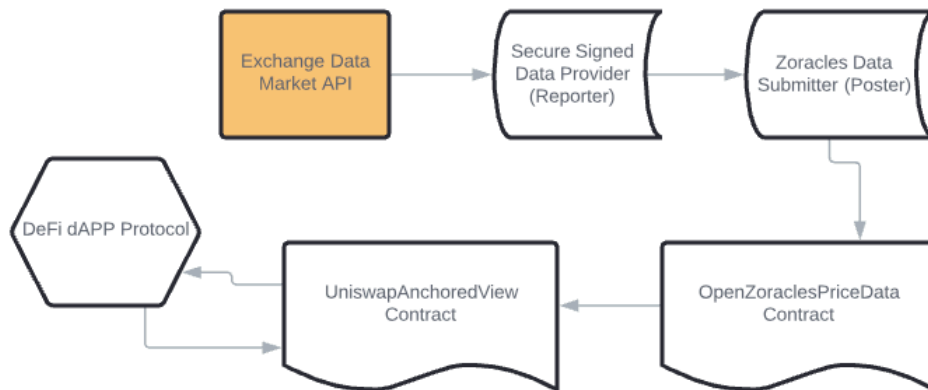 Exchange Data
Market API
Secure Signed
Data Provider
(Reporter)
Zoracles Data
Submitter (Poster)
DeFi dAPP Protocol
UniswapAnchoredView
Contract
OpenZoraclesPriceData
Contract